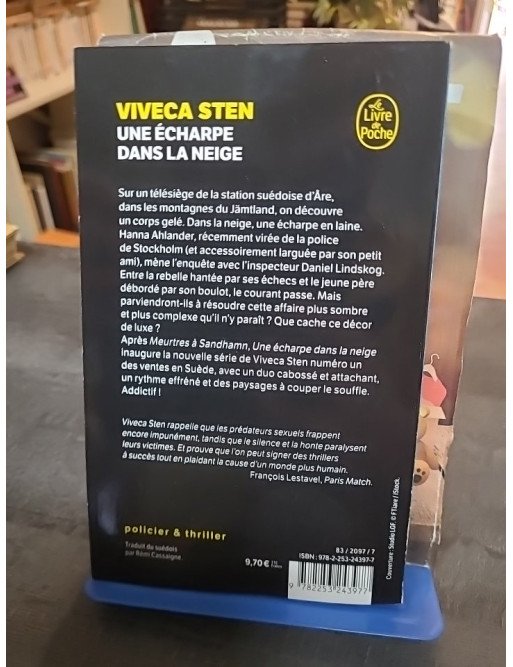 VIVECA STEN
UNE ÉCHARPE
DANS LA NEIGE
Le
Livre
de
Poche
Sur un télésiège de la station suédoise d'Åre,
dans les montagnes du Jämtland, on découvre
un corps gelé. Dans la neige, une écharpe en laine.
Hanna Ahlander, récemment virée de la police
de Stockholm (et accessoirement larguée par son petit
ami), mène l'enquête avec l'inspecteur Daniel Lindskog.
Entre la rebelle hantée par ses échecs et le jeune père
débordé par son boulot, le courant passe. Mais
parviendront-ils à résoudre cette affaire plus sombre
et plus complexe qu'il n'y paraît ? Que cache ce décor
de luxe ?
Après Meurtres à Sandhamn, Une écharpe dans la neige
inaugure la nouvelle série de Viveca Sten numéro un
des ventes en Suède, avec un duo cabossé et attachant,
un rythme effréné et des paysages à couper le souffle.
Addictif !
Viveca Sten rappelle que les prédateurs sexuels frappent
encore impunément, tandis que le silence et la honte paralysent
leurs victimes. Et prouve que l'on peut signer des thrillers
à succès tout en plaidant la cause d'un monde plus humain.
François Lestavel, Paris Match.
policier & thriller
Traduit du suédois
par Rémi Cassaigne
9,70 €
83 / 2097 / 7
ISBN : 978-2-253-24397-7
9 782253 243977
Couverture : Studio LGF. © FTiare / iStock.